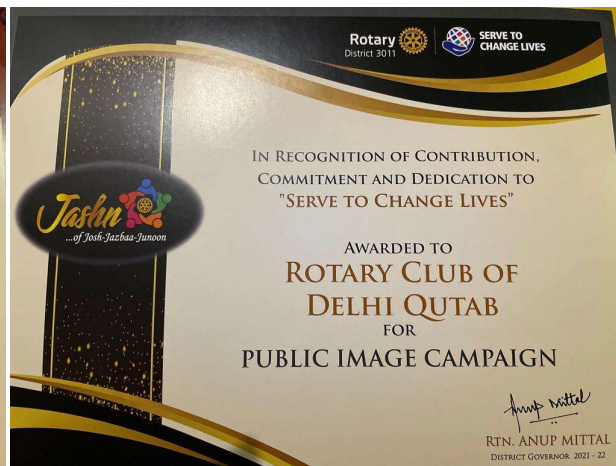 Rotary
District 3011
SERVE TO
CHANGE LIVES
IN RECOGNITION OF CONTRIBUTION,
COMMITMENT AND DEDICATION TO
"SERVE TO CHANGE LIVES"
Jashn
...of Josh-Jazbaa-Junoon
AWARDED TO
ROTARY CLUB OF
DELHI QUTAB
FOR
PUBLIC IMAGE CAMPAIGN
Anup Mittal
RTN. ANUP MITTAL
DISTRICT GOVERNOR 2021 - 22